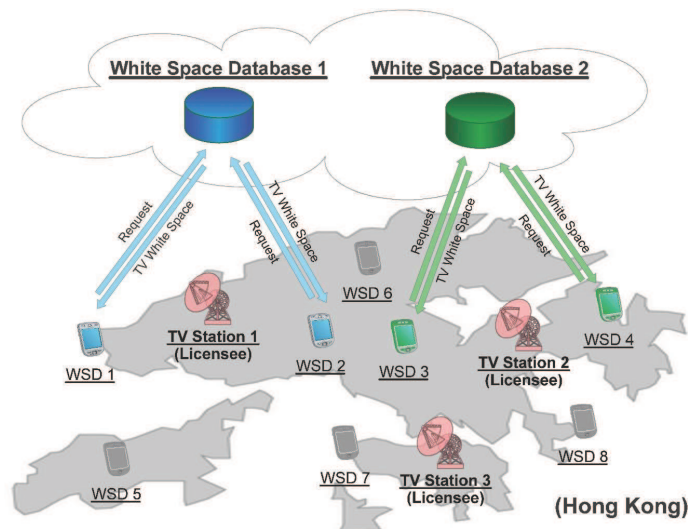 White Space Database 1
White Space Database 2
Request
TV White Space
TV White Space
Request
Request
TV White Space
TV White Space
Request
WSD 6
TV Station 1
(Licensee)
WSD 1
WSD 2
WSD 3
TV Station 2
(Licensee)
WSD 4
WSD 5
WSD 7
TV Station 3
(Licensee)
WSD 8
(Hong Kong)